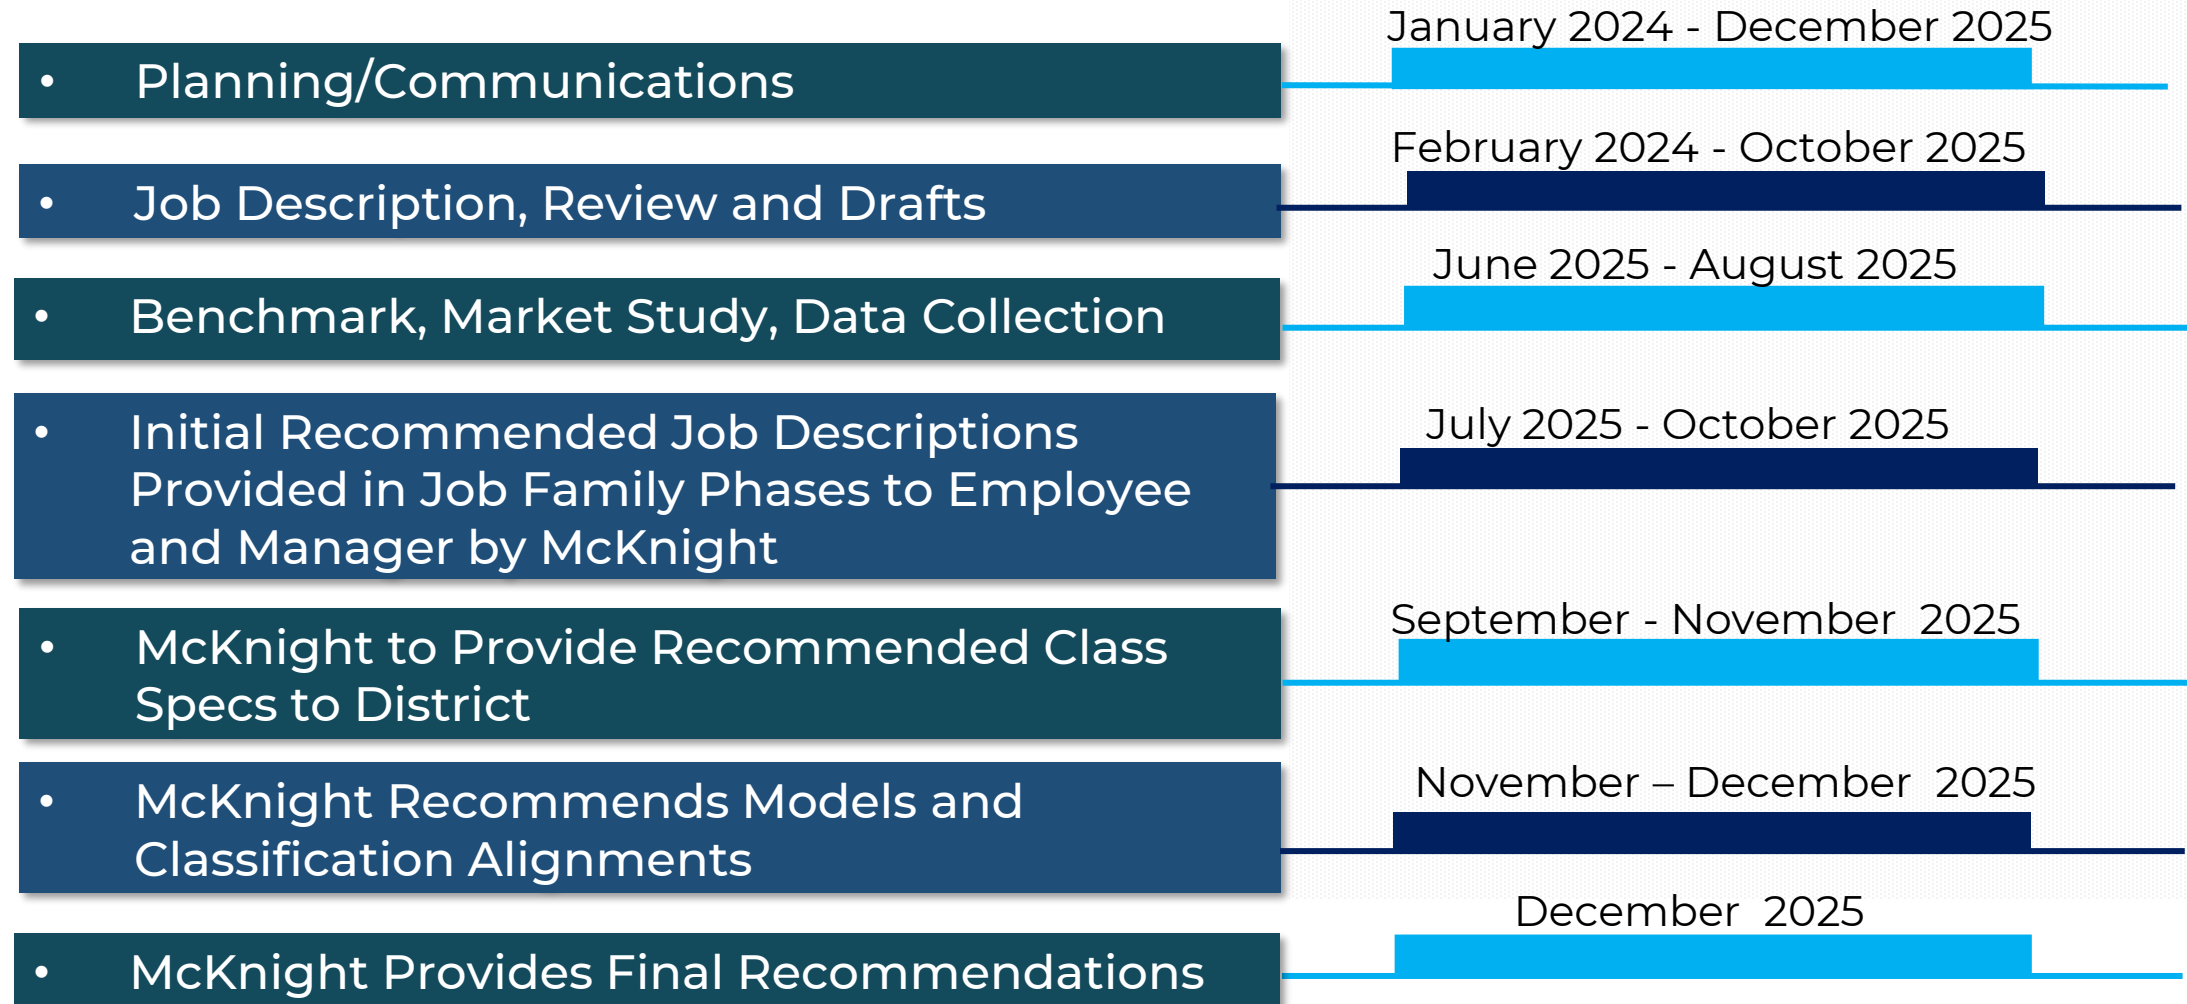 January 2024 - December 2025
• Planning/Communications
February 2024 - October 2025
• Job Description, Review and Drafts
June 2025 - August 2025
• Benchmark, Market Study, Data Collection
July 2025 - October 2025
• Initial Recommended Job Descriptions
Provided in Job Family Phases to Employee
and Manager by McKnight
September - November  2025
• McKnight to Provide Recommended Class
Specs to District
November – December  2025
• McKnight Recommends Models and
Classification Alignments
December  2025
• McKnight Provides Final Recommendations